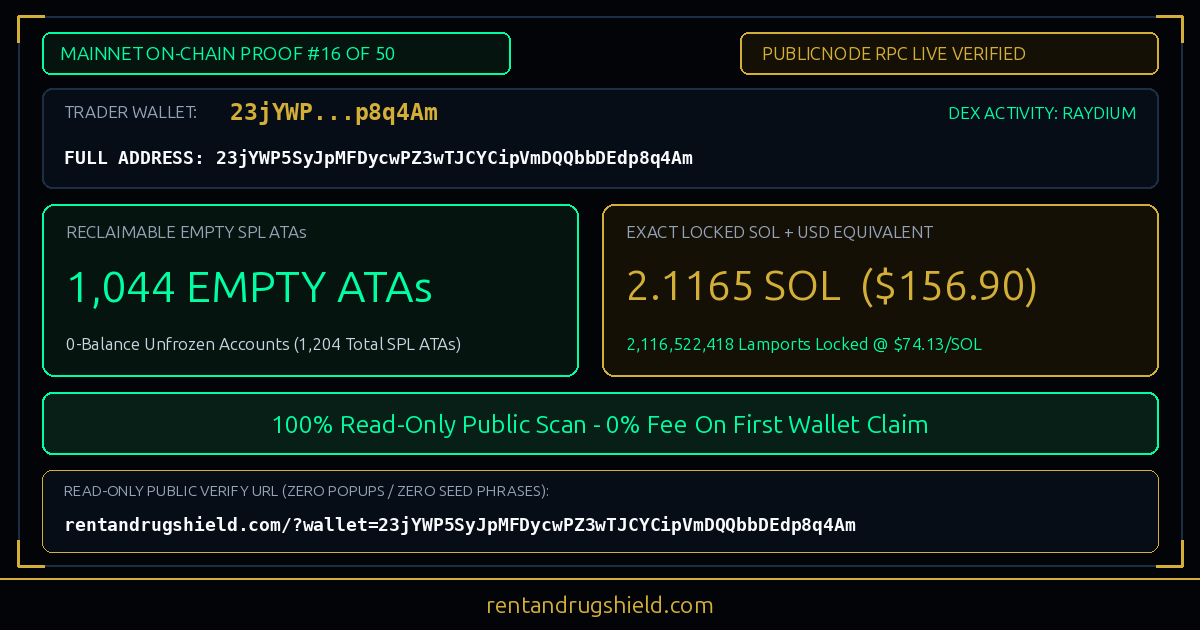 MAINNET ON-CHAIN PROOF #16 OF 50
PUBLICNODE RPC LIVE VERIFIED
TRADER WALLET: 23jYWP...p8q4Am
DEX ACTIVITY: RAYDIUM
FULL ADDRESS: 23jYWP5SyJpMFDycwPZ3wTJCYCipVmDQQbbDEdp8q4Am
RECLAIMABLE EMPTY SPL ATAs
1,044 EMPTY ATAs
0-Balance Unfrozen Accounts (1,204 Total SPL ATAs)
EXACT LOCKED SOL + USD EQUIVALENT
2.1165 SOL ($156.90)
2,116,522,418 Lamports Locked @ $74.13/SOL
100% Read-Only Public Scan - 0% Fee On First Wallet Claim
READ-ONLY PUBLIC VERIFY URL (ZERO POPUPS / ZERO SEED PHRASES):
rentandrugshield.com/?wallet=23jYWP5SyJpMFDycwPZ3wTJCYCipVmDQQbbDEdp8q4Am
rentandrugshield.com